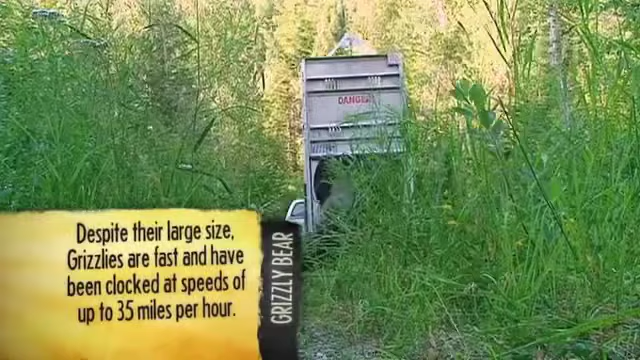 DANGER
Despite their large size,
Grizzlies are fast and have
been clocked at speeds of
up to 35 miles per hour.
GRIZZLY BEAR